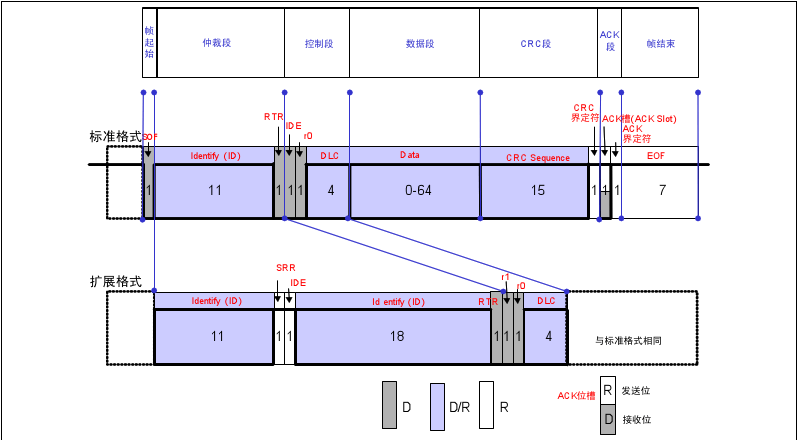 帧起始 仲裁段 控制段 数据段 CRC段 ACK段 帧结束
标准格式
SOF Identify (ID) RTR IDE r0 DLC Data CRC Sequence CRC界定符 ACK槽(ACK Slot) ACK界定符 EOF
1 11 1 1 1 4 0-64 15 1 1 1 7
扩展格式
Identify (ID) SRR IDE Id entify (ID) RTR r1 r0 DLC
11 1 1 18 1 1 1 4 与标准格式相同
D D/R R
ACK位槽 R 发送位
D 接收位